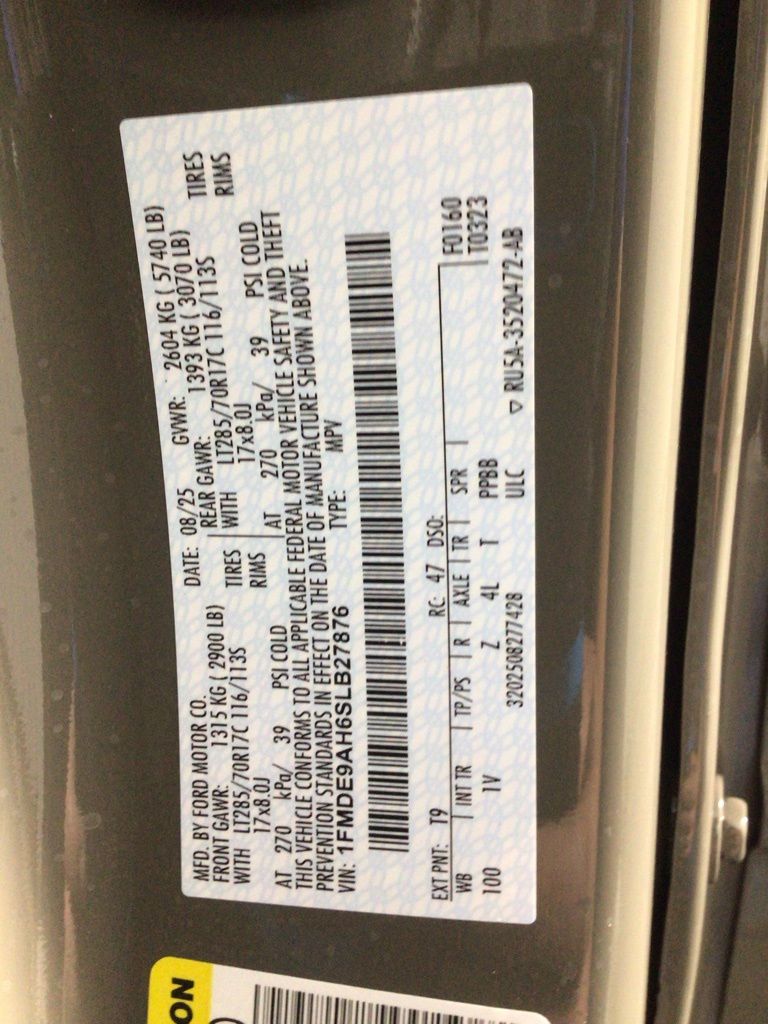 MFD. BY FORD MOTOR CO.
DATE: 08/25 GVWR: 2604 KG ( 5740 LB)
FRONT GAWR: 1315 KG ( 2900 LB) REAR GAWR: 1393 KG ( 3070 LB)
WITH LT285/70R17C 116/113S TIRES WITH LT285/70R17C 116/113S TIRES
17x8.0J RIMS 17x8.0J RIMS
AT 270 kPa/ 39 PSI COLD AT 270 kPa/ 39 PSI COLD
THIS VEHICLE CONFORMS TO ALL APPLICABLE FEDERAL MOTOR VEHICLE SAFETY AND THEFT
PREVENTION STANDARDS IN EFFECT ON THE DATE OF MANUFACTURE SHOWN ABOVE.
VIN: 1FMDE9AH6SLB27876 TYPE: MPV
EXT PNT: T9 RC: 47 DSO: F0160
WB INT TR TP/PS R AXLE TR SPR T0323
100 1V Z 4L T PPBB
3202508277428 ULC ▽ RU5A-3520472-AB
ON